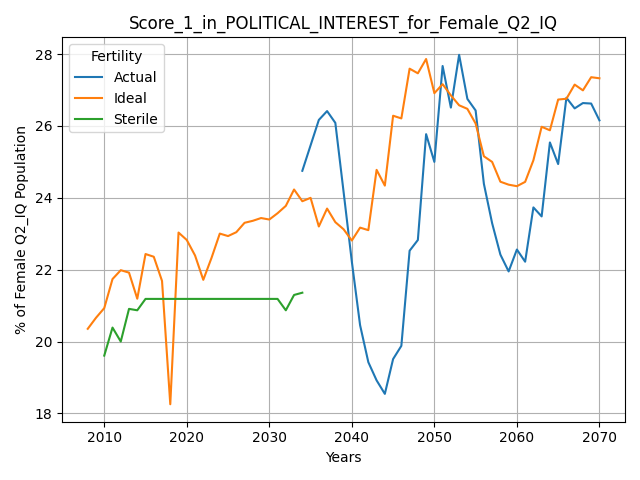 Score_1_in_POLITICAL_INTEREST_for_Female_Q2_IQ
Fertility
Actual
Ideal
Sterile
% of Female Q2_IQ Population
28
26
24
22
20
18
2010 2020 2030 2040 2050 2060 2070
Years